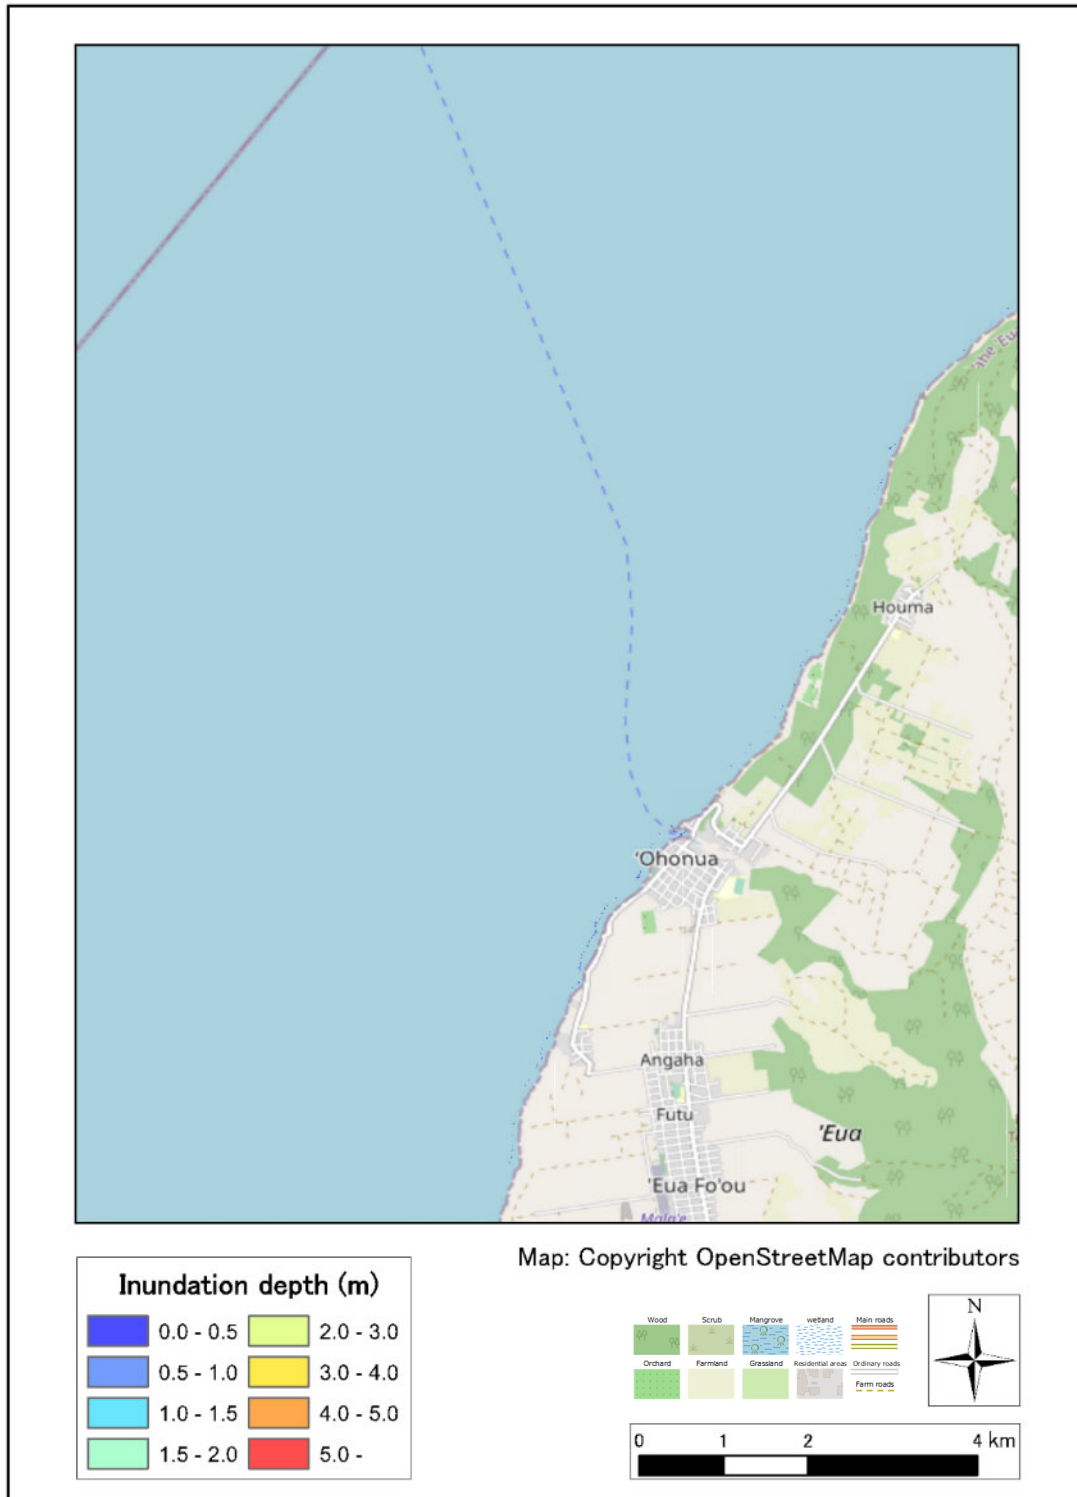 Houma
'Ohonua
Angaha
Futu
'Eua
'Eua Fo'ou
Mala'e
Map: Copyright OpenStreetMap contributors
Inundation depth (m)
0.0 - 0.5
2.0 - 3.0
0.5 - 1.0
3.0 - 4.0
1.0 - 1.5
4.0 - 5.0
1.5 - 2.0
5.0 -
Wood
Scrub
Mangrove
wetland
Main roads
Orchard
Farmland
Grassland
Residential areas
Ordinary roads
Farm roads
N
0 1 2 4 km